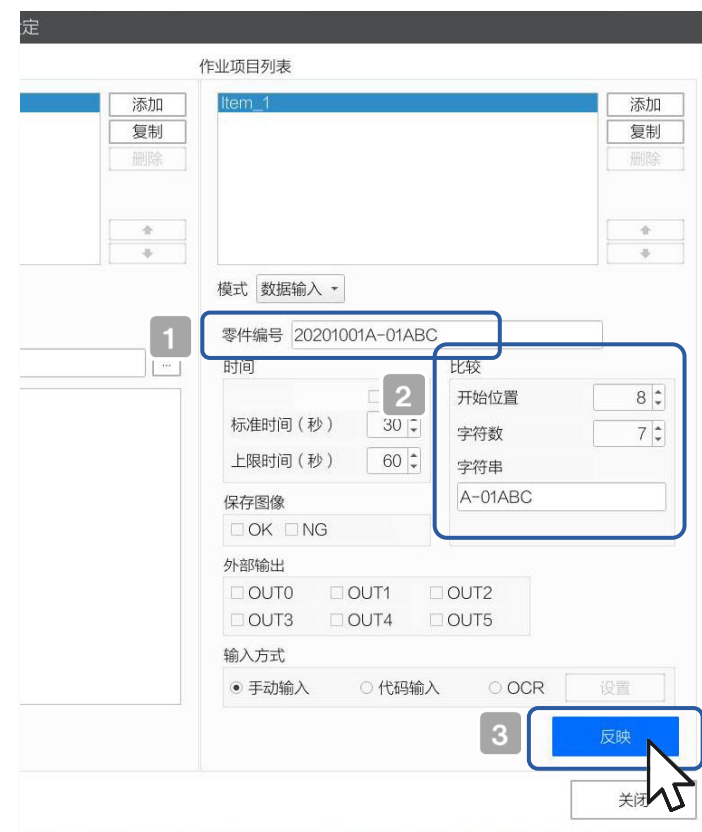 定
作业项目列表
添加
复制
删除
Item_1
添加
复制
删除
模式 数据输入
1
零件编号 20201001A-01ABC
...
时间
2
标准时间（秒） 30
上限时间（秒） 60
比较
开始位置 8
字符数 7
字符串
A-01ABC
保存图像
OK NG
外部输出
OUT0 OUT1 OUT2
OUT3 OUT4 OUT5
输入方式
手动输入 代码输入 OCR 设置
3
反映
关闭